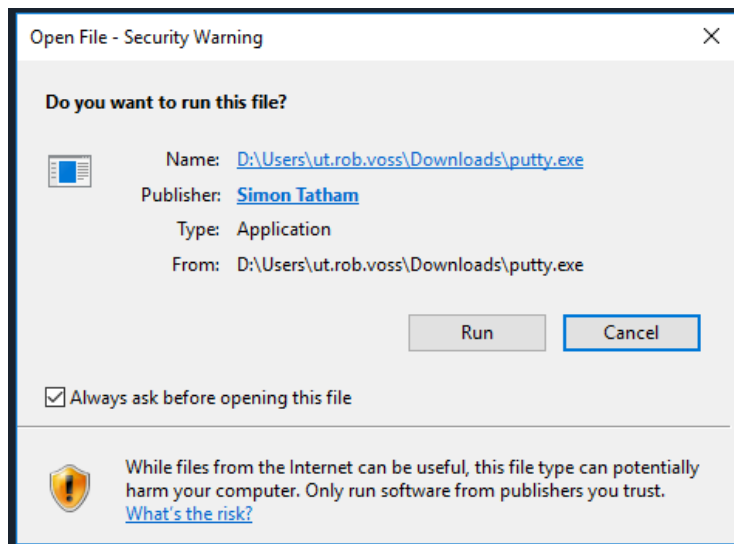 Open File - Security Warning
Do you want to run this file?
Name: D:\Users\ut.rob.voss\Downloads\putty.exe
Publisher: Simon Tatham
Type: Application
From: D:\Users\ut.rob.voss\Downloads\putty.exe
Run Cancel
Always ask before opening this file
While files from the Internet can be useful, this file type can potentially
harm your computer. Only run software from publishers you trust.
What's the risk?